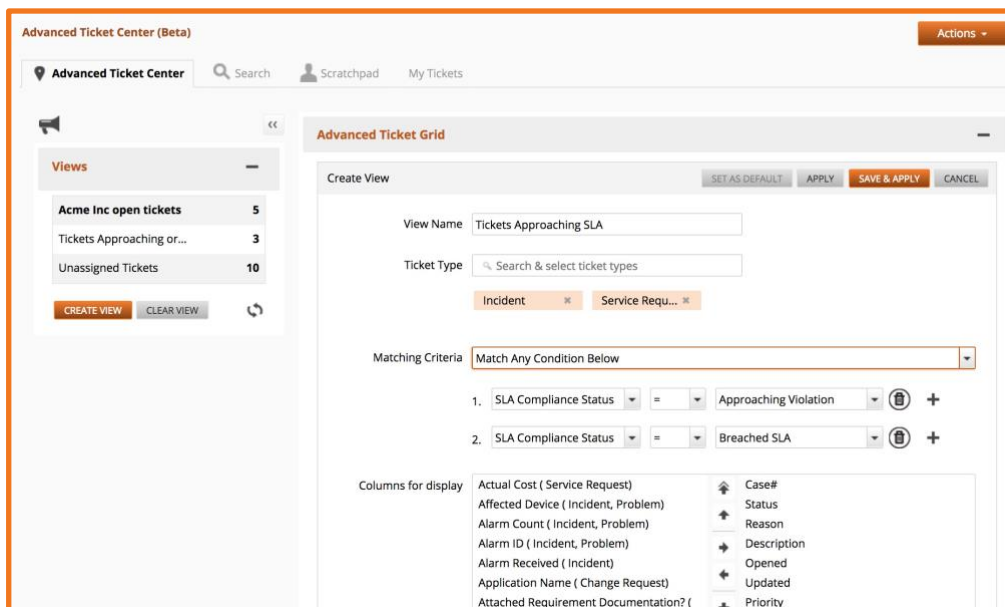 Advanced Ticket Center (Beta)
Actions
Advanced Ticket Center
Search
Scratchpad
My Tickets
Views
Acme Inc open tickets 5
Tickets Approaching or... 3
Unassigned Tickets 10
CREATE VIEW CLEAR VIEW
Advanced Ticket Grid
Create View SET AS DEFAULT APPLY SAVE & APPLY CANCEL
View Name Tickets Approaching SLA
Ticket Type Search & select ticket types
Incident Service Requ...
Matching Criteria Match Any Condition Below
1. SLA Compliance Status = Approaching Violation
2. SLA Compliance Status = Breached SLA
Columns for display
Actual Cost ( Service Request)
Affected Device ( Incident, Problem)
Alarm Count ( Incident, Problem)
Alarm ID ( Incident, Problem)
Alarm Received ( Incident)
Application Name ( Change Request)
Attached Requirement Documentation? (
Case#
Status
Reason
Description
Opened
Updated
Priority